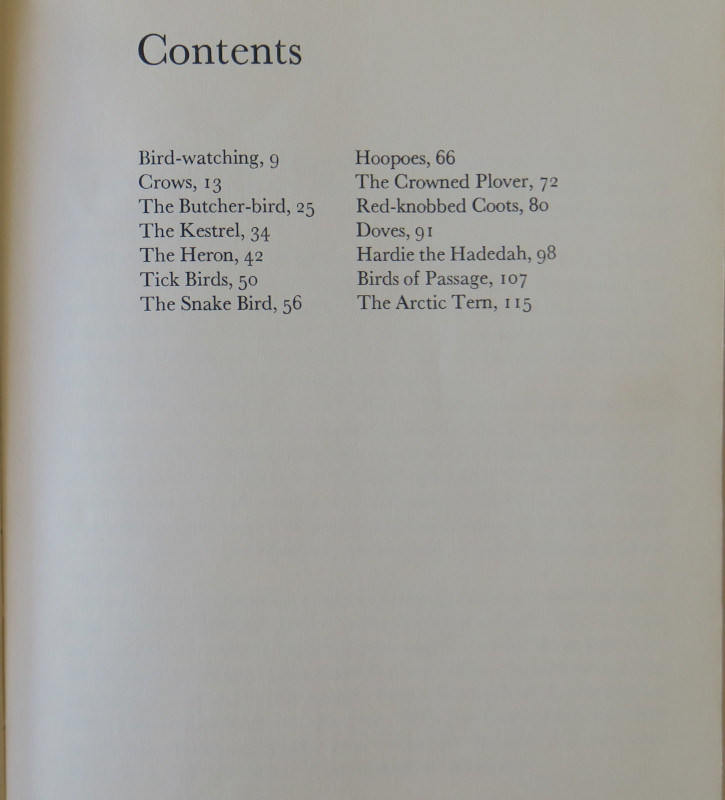 Contents
Bird-watching, 9
Crows, 13
The Butcher-bird, 25
The Kestrel, 34
The Heron, 42
Tick Birds, 50
The Snake Bird, 56
Hoopoes, 66
The Crowned Plover, 72
Red-knobbed Coots, 80
Doves, 91
Hardie the Hadedah, 98
Birds of Passage, 107
The Arctic Tern, 115